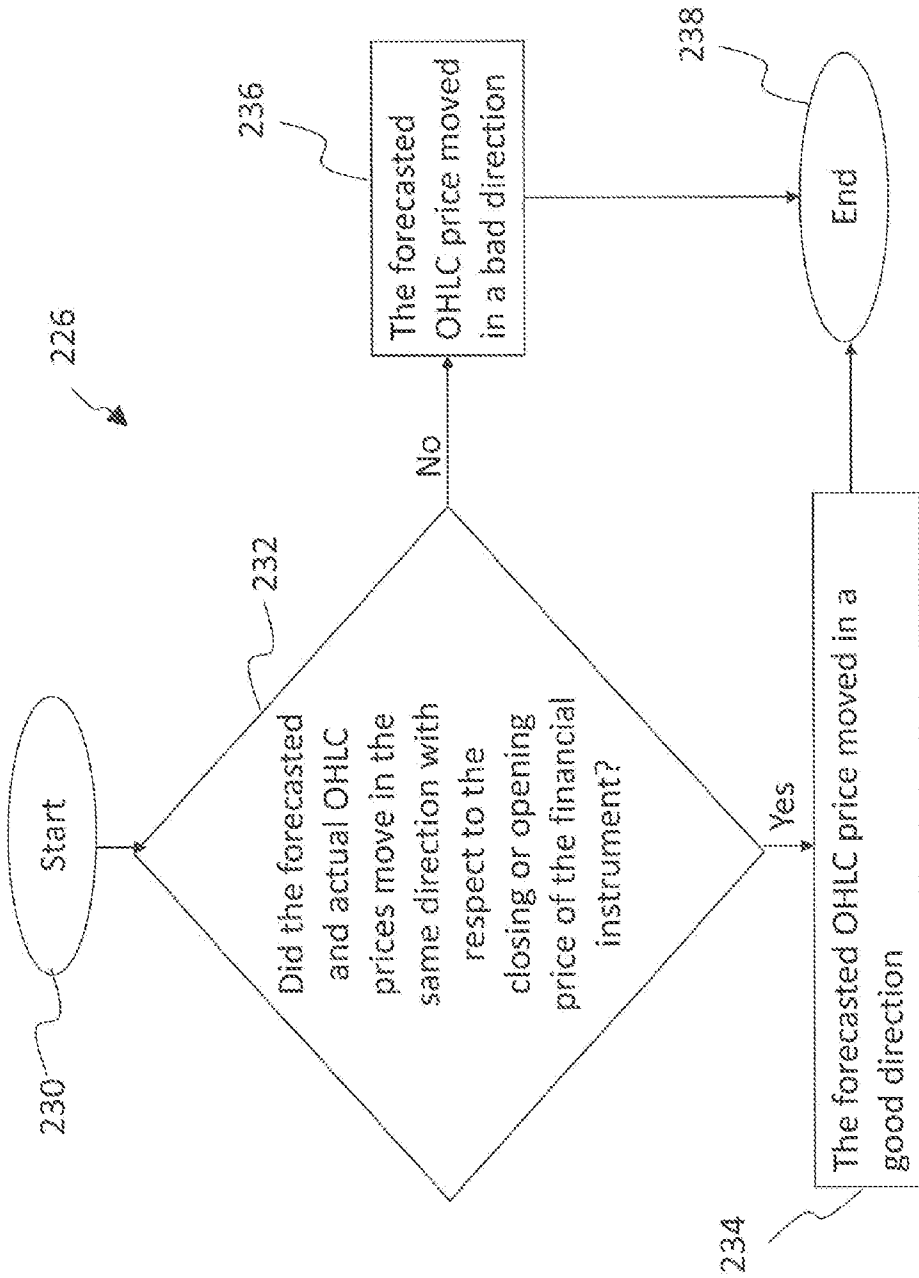 226
230
Start
232
Did the forecasted
and actual OHLC
prices move in the
same direction with
respect to the
closing or opening
price of the financial
instrument?
No
236
The forecasted
OHLC price moved
in a bad direction
Yes
234
The forecasted OHLC price moved in a
good direction
238
End